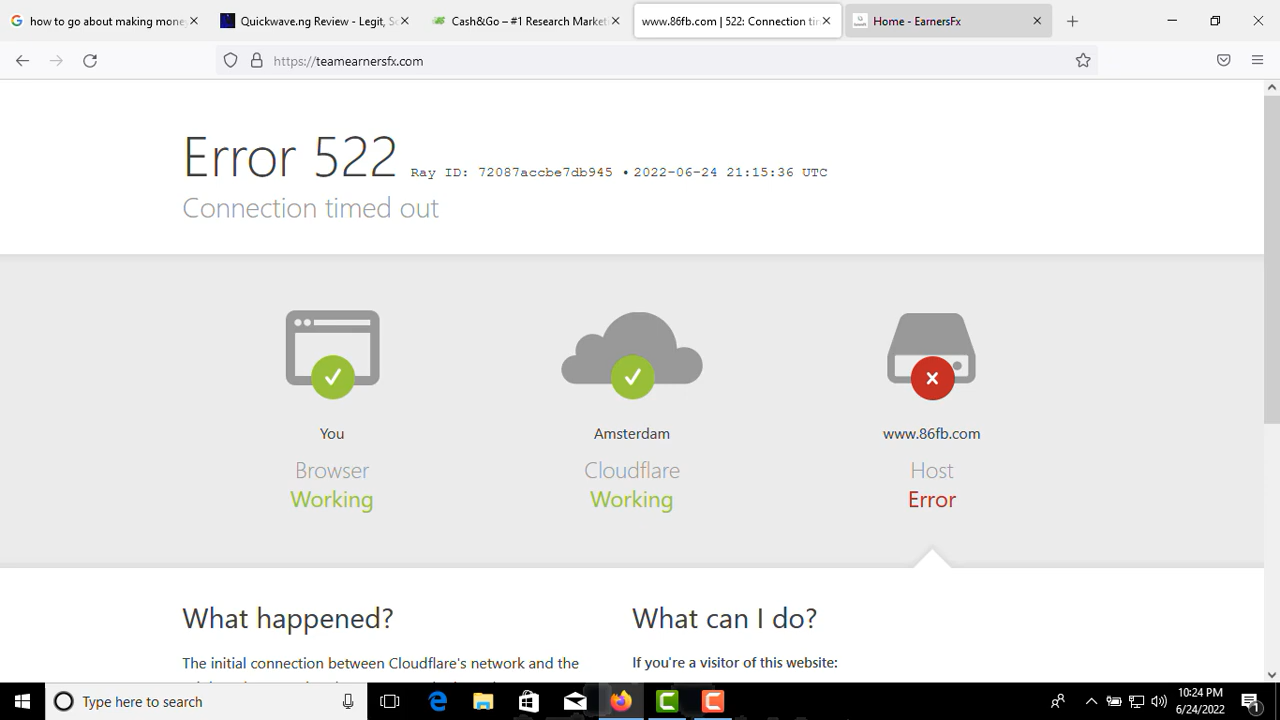 how to go about making mone
Quickwave.ng Review - Legit, Sc
Cash&Go – #1 Research Market
www.86fb.com | 522: Connection tim
Home - EarnersFx
https://teamearnersfx.com
Error 522 Ray ID: 72087accbe7db945 • 2022-06-24 21:15:36 UTC
Connection timed out
You
Browser
Working
Amsterdam
Cloudflare
Working
www.86fb.com
Host
Error
What happened?
The initial connection between Cloudflare's network and the
What can I do?
If you're a visitor of this website:
Type here to search
10:24 PM
6/24/2022
1